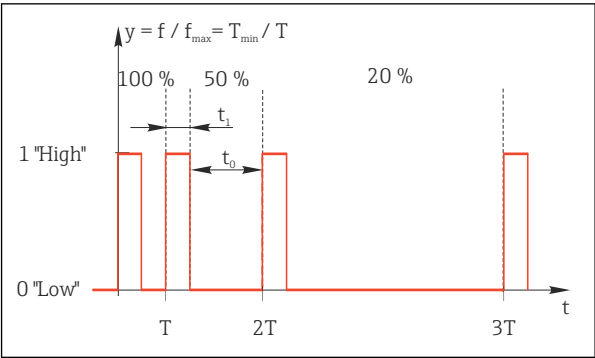 y = f / fmax= Tmin / T
100 % 50 % 20 %
t1
1 "High" t0
0 "Low"
t
T 2T 3T